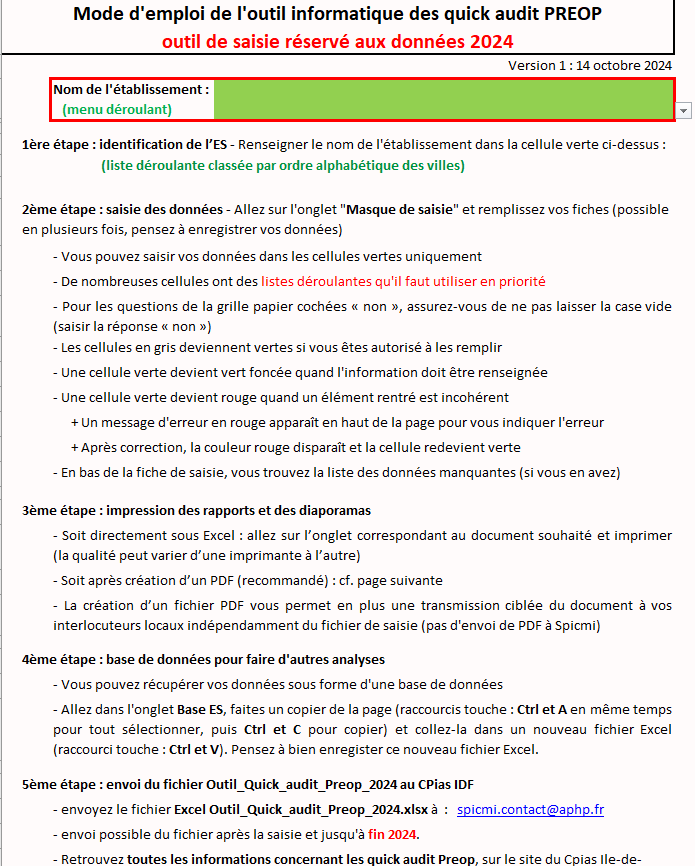 Mode d'emploi de l'outil informatique des quick audit PREOP
outil de saisie réservé aux données 2024
Version 1 : 14 octobre 2024
Nom de l'établissement :
(menu déroulant)
1ère étape : identification de l'ES - Renseigner le nom de l'établissement dans la cellule verte ci-dessus :
(liste déroulante classée par ordre alphabétique des villes)
2ème étape : saisie des données - Allez sur l'onglet "Masque de saisie" et remplissez vos fiches (possible
en plusieurs fois, pensez à enregistrer vos données)
- Vous pouvez saisir vos données dans les cellules vertes uniquement
- De nombreuses cellules ont des listes déroulantes qu'il faut utiliser en priorité
- Pour les questions de la grille papier cochées « non », assurez-vous de ne pas laisser la case vide
(saisir la réponse « non »)
- Les cellules en gris deviennent vertes si vous êtes autorisé à les remplir
- Une cellule verte devient vert foncée quand l'information doit être renseignée
- Une cellule verte devient rouge quand un élément rentré est incohérent
+ Un message d'erreur en rouge apparaît en haut de la page pour vous indiquer l'erreur
+ Après correction, la couleur rouge disparaît et la cellule redevient verte
- En bas de la fiche de saisie, vous trouvez la liste des données manquantes (si vous en avez)
3ème étape : impression des rapports et des diaporamas
- Soit directement sous Excel : allez sur l'onglet correspondant au document souhaité et imprimer
(la qualité peut varier d'une imprimante à l'autre)
- Soit après création d'un PDF (recommandé) : cf. page suivante
- La création d'un fichier PDF vous permet en plus une transmission ciblée du document à vos
interlocuteurs locaux indépendamment du fichier de saisie (pas d'envoi de PDF à Spicmi)
4ème étape : base de données pour faire d'autres analyses
- Vous pouvez récupérer vos données sous forme d'une base de données
- Allez dans l'onglet Base ES, faites un copier de la page (raccourcis touche : Ctrl et A en même temps
pour tout sélectionner, puis Ctrl et C pour copier) et collez-la dans un nouveau fichier Excel
(raccourci touche : Ctrl et V). Pensez à bien enregistrer ce nouveau fichier Excel.
5ème étape : envoi du fichier Outil_Quick_audit_Preop_2024 au CPias IDF
- envoyez le fichier Excel Outil_Quick_audit_Preop_2024.xlsx à : spicmi.contact@aphp.fr
- envoi possible du fichier après la saisie et jusqu'à fin 2024.
- Retrouvez toutes les informations concernant les quick audit Preop, sur le site du Cpias Ile-de-